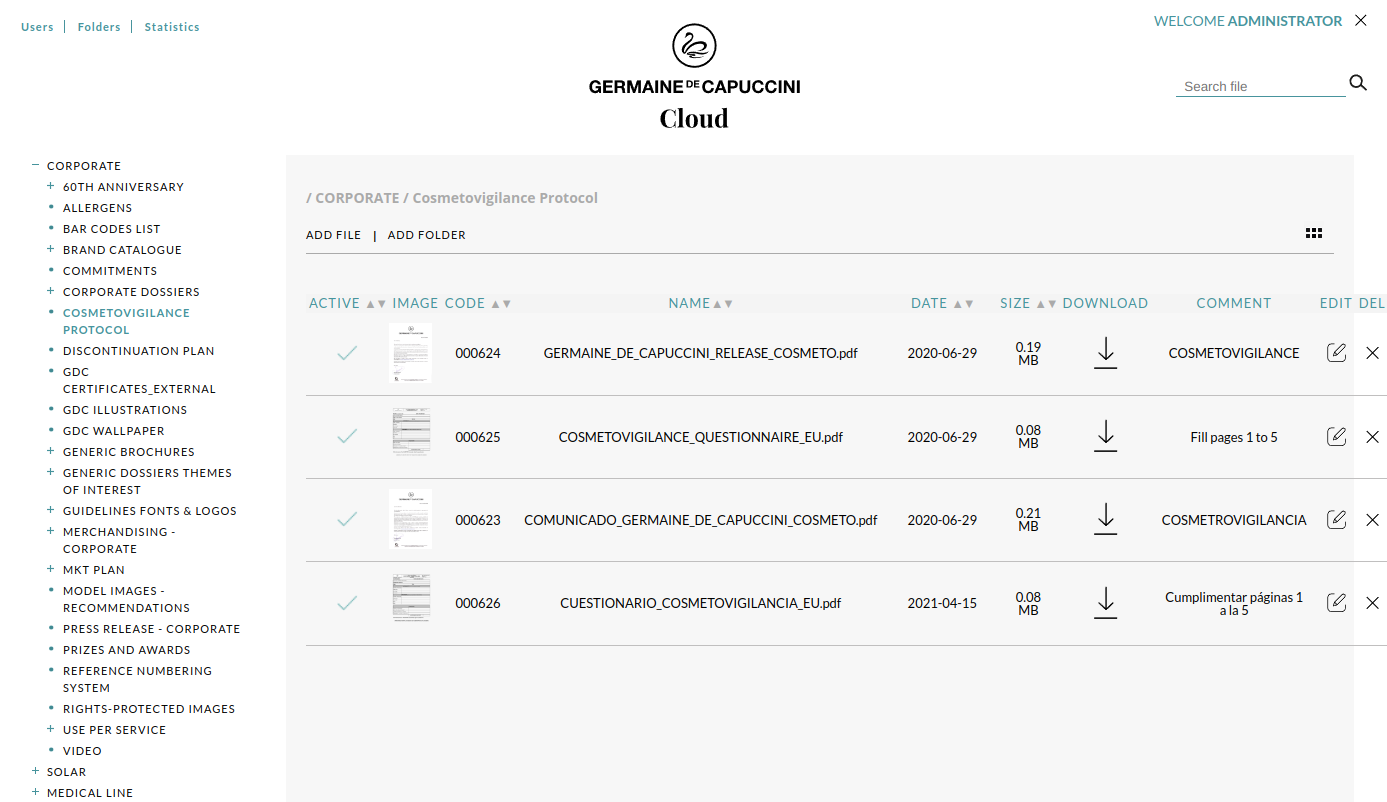 Users | Folders | Statistics
WELCOME ADMINISTRATOR
GERMAINE DE CAPUCCINI
Cloud
Search file
CORPORATE
60TH ANNIVERSARY
ALLERGENS
BAR CODES LIST
BRAND CATALOGUE
COMMITMENTS
CORPORATE DOSSIERS
COSMETOVIGILANCE
PROTOCOL
DISCONTINUATION PLAN
GDC
CERTIFICATES_EXTERNAL
GDC ILLUSTRATIONS
GDC WALLPAPER
GENERIC BROCHURES
GENERIC DOSSIERS THEMES
OF INTEREST
GUIDELINES FONTS & LOGOS
MERCHANDISING -
CORPORATE
MKT PLAN
MODEL IMAGES -
RECOMMENDATIONS
PRESS RELEASE - CORPORATE
PRIZES AND AWARDS
REFERENCE NUMBERING
SYSTEM
RIGHTS-PROTECTED IMAGES
USE PER SERVICE
VIDEO
SOLAR
MEDICAL LINE
/ CORPORATE / Cosmetovigilance Protocol
ADD FILE | ADD FOLDER
ACTIVE ▲▼ IMAGE CODE ▲▼ NAME▲▼ DATE ▲▼ SIZE ▲▼ DOWNLOAD COMMENT EDIT DEL
000624 GERMAINE_DE_CAPUCCINI_RELEASE_COSMETO.pdf 2020-06-29 0.19 MB COSMETOVIGILANCE
000625 COSMETOVIGILANCE_QUESTIONNAIRE_EU.pdf 2020-06-29 0.08 MB Fill pages 1 to 5
000623 COMUNICADO_GERMAINE_DE_CAPUCCINI_COSMETO.pdf 2020-06-29 0.21 MB COSMETROVIGILANCIA
000626 CUESTIONARIO_COSMETOVIGILANCIA_EU.pdf 2021-04-15 0.08 MB Cumplimentar páginas 1 a la 5